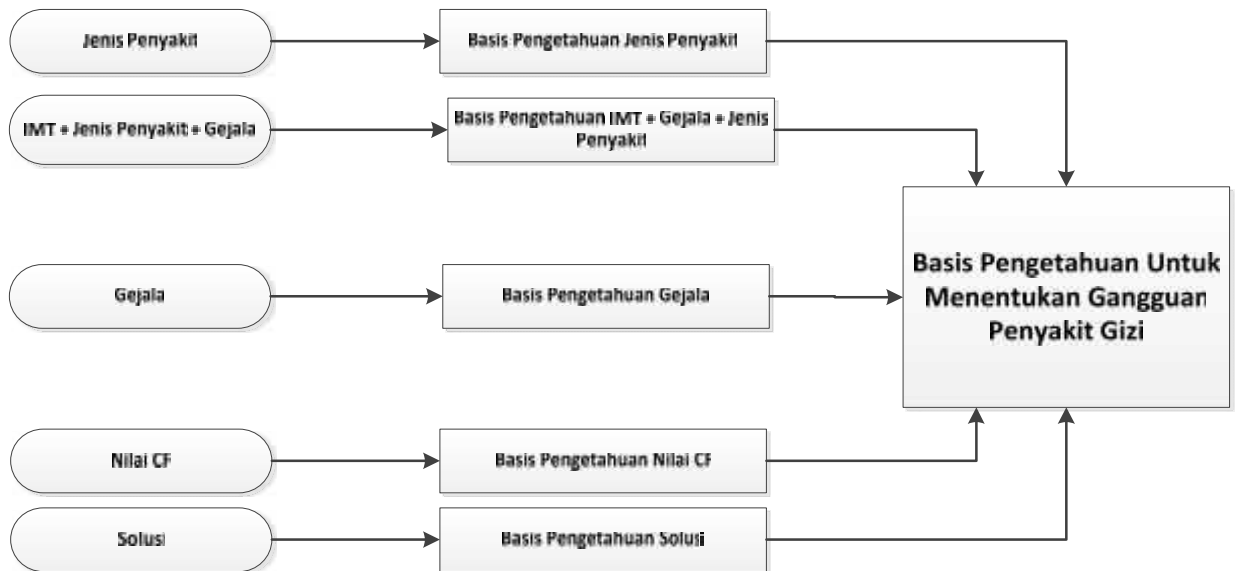 Jenis Penyakit
Basis Pengetahuan Jenis Penyakit
IMT + Jenis Penyakit + Gejala
Basis Pengetahuan IMT + Gejala + Jenis
Penyakit
Basis Pengetahuan Untuk
Menentukan Gangguan
Penyakit Gizi
Gejala
Basis Pengetahuan Gejala
Nilai CF
Basis Pengetahuan Nilai CF
Solusi
Basis Pengetahuan Solusi